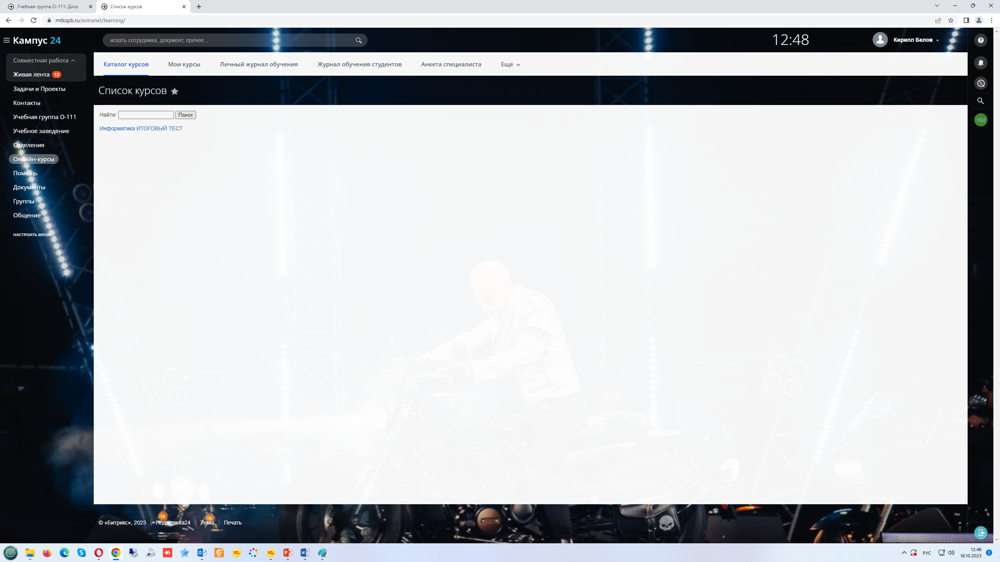 Учебная группа О-111: Диск
Список курсов
mtkspb.ru/extranet/learning/
Кампус 24
искать сотрудника, документ, прочее...
12:48
Кирилл Белов
Совместная работа
Живая лента 12
Задачи и Проекты
Контакты
Учебная группа О-111
Учебное заведение
Отделения
Онлайн-курсы
Помощь
Документы
Группы
Общение
НАСТРОИТЬ МЕНЮ
Каталог курсов
Мои курсы
Личный журнал обучения
Журнал обучения студентов
Анкета специалиста
Еще
Список курсов
Найти:
Поиск
Информатика ИТОГОВЫЙ ТЕСТ
УШ
© «Битрикс», 2023
Поддержка24
Темы
Печать
РУС
12:48
18.10.2023
3